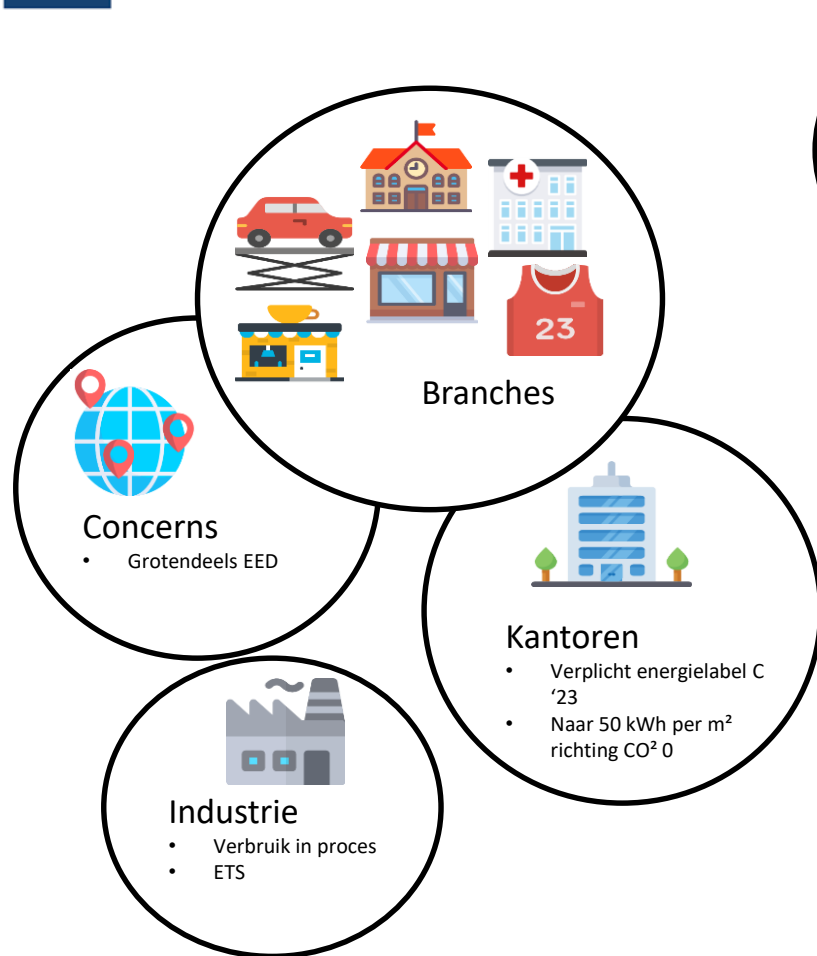 23
Branches
Concerns
• Grotendeels EED
Kantoren
• Verplicht energielabel C
‘23
• Naar 50 kWh per m²
richting CO² 0
Industrie
• Verbruik in proces
• ETS